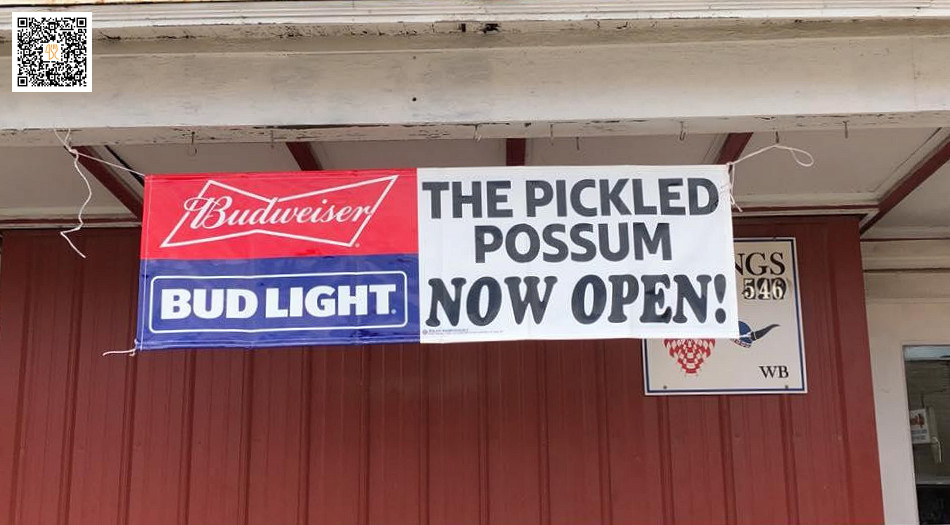 Budweiser
BUD LIGHT.
THE PICKLED
POSSUM
NOW OPEN!
NGS
546
WB